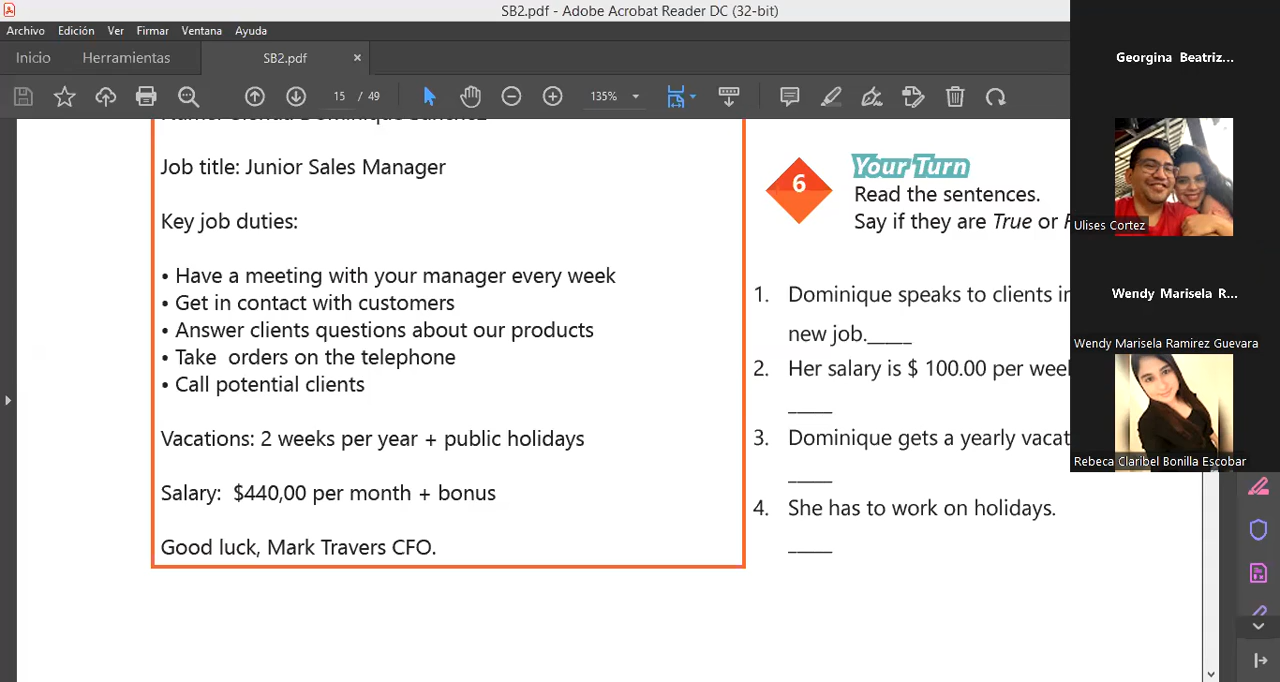 SB2.pdf - Adobe Acrobat Reader DC (32-bit)
Archivo Edición Ver Firmar Ventana Ayuda
Inicio Herramientas SB2.pdf ×
15 / 49 135%
Job title: Junior Sales Manager
Key job duties:
• Have a meeting with your manager every week
• Get in contact with customers
• Answer clients questions about our products
• Take orders on the telephone
• Call potential clients
Vacations: 2 weeks per year + public holidays
Salary: $440,00 per month + bonus
Good luck, Mark Travers CFO.
6
Your Turn
Read the sentences.
Say if they are True or
1. Dominique speaks to clients in
new job._____
2. Her salary is $ 100.00 per week
_____
3. Dominique gets a yearly vacat
_____
4. She has to work on holidays.
_____
Georgina Beatriz...
Ulises Cortez
Wendy Marisela R...
Wendy Marisela Ramirez Guevara
Rebeca Claribel Bonilla Escobar